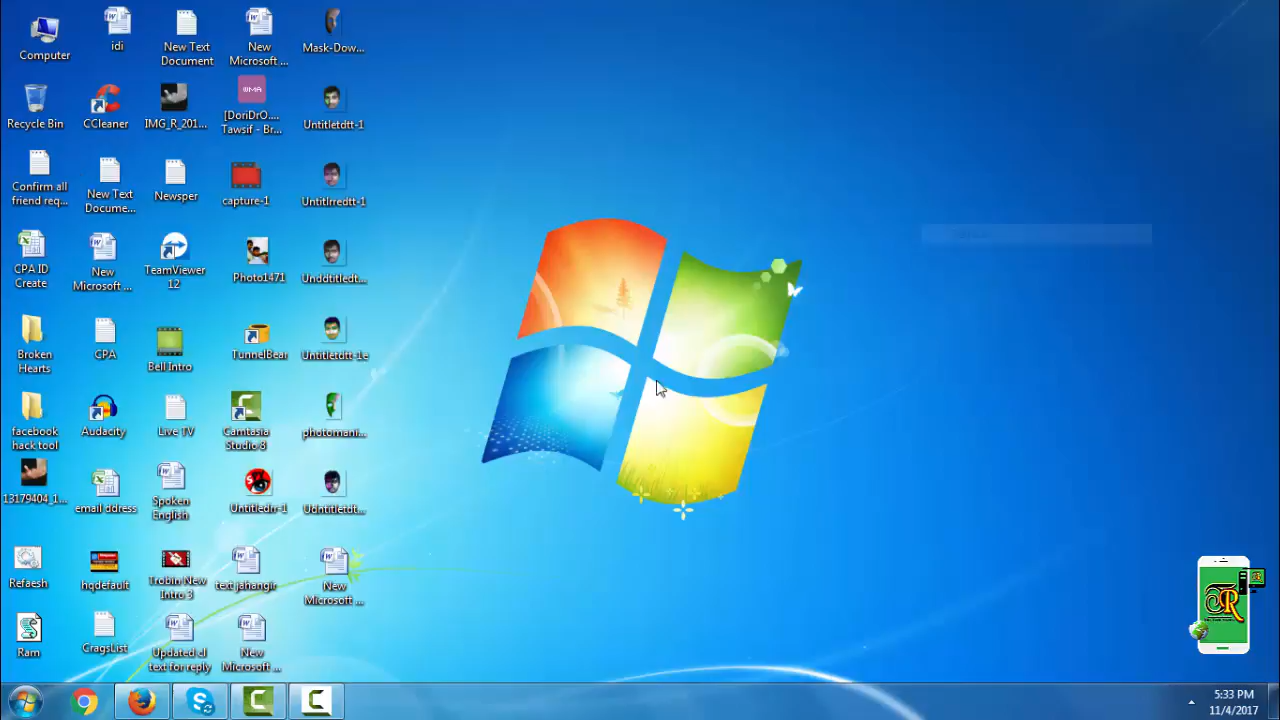 Computer
idi
New Text
Document
New
Microsoft ...
Mask-Dow...
Recycle Bin
CCleaner
IMG_R_201...
WMA
[DoriDrO....
Tawsif - Br...
Untitletdtt-1
Confirm all
friend req...
New Text
Docume...
Newsper
capture-1
Untitlrredtt-1
CPA ID
Create
New
Microsoft ...
TeamViewer
12
Photo1471
Unddtitledt...
Broken
Hearts
CPA
Bell Intro
TunnelBear
Untitletdtt-1e
facebook
hack tool
Audacity
Live TV
Camtasia
Studio 8
photomani...
13179404_1...
email ddress
Spoken
English
Untitledn-1
Udntitletdt...
Refaesh
hqdefault
Trobin New
Intro 3
text jahangir
New
Microsoft ...
Ram
CragsList
Updated cl
text for reply
New
Microsoft ...
5:33 PM
11/4/2017